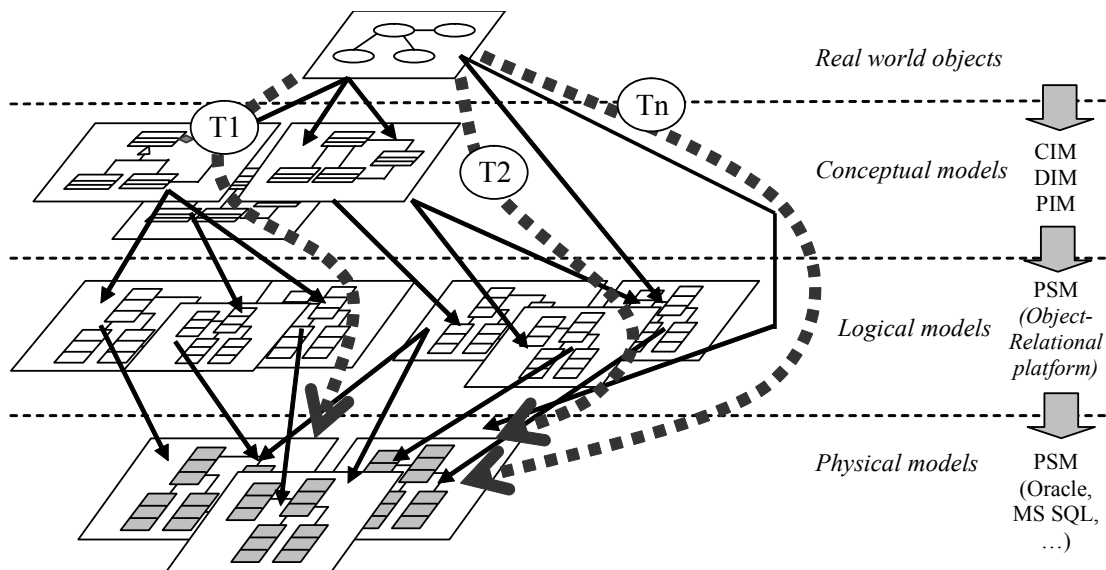 Real world objects
Tn
T1
Conceptual models
CIM
DIM
PIM
T2
Logical models
PSM
(Object-
Relational
platform)
Physical models
PSM
(Oracle,
MS SQL,
…)